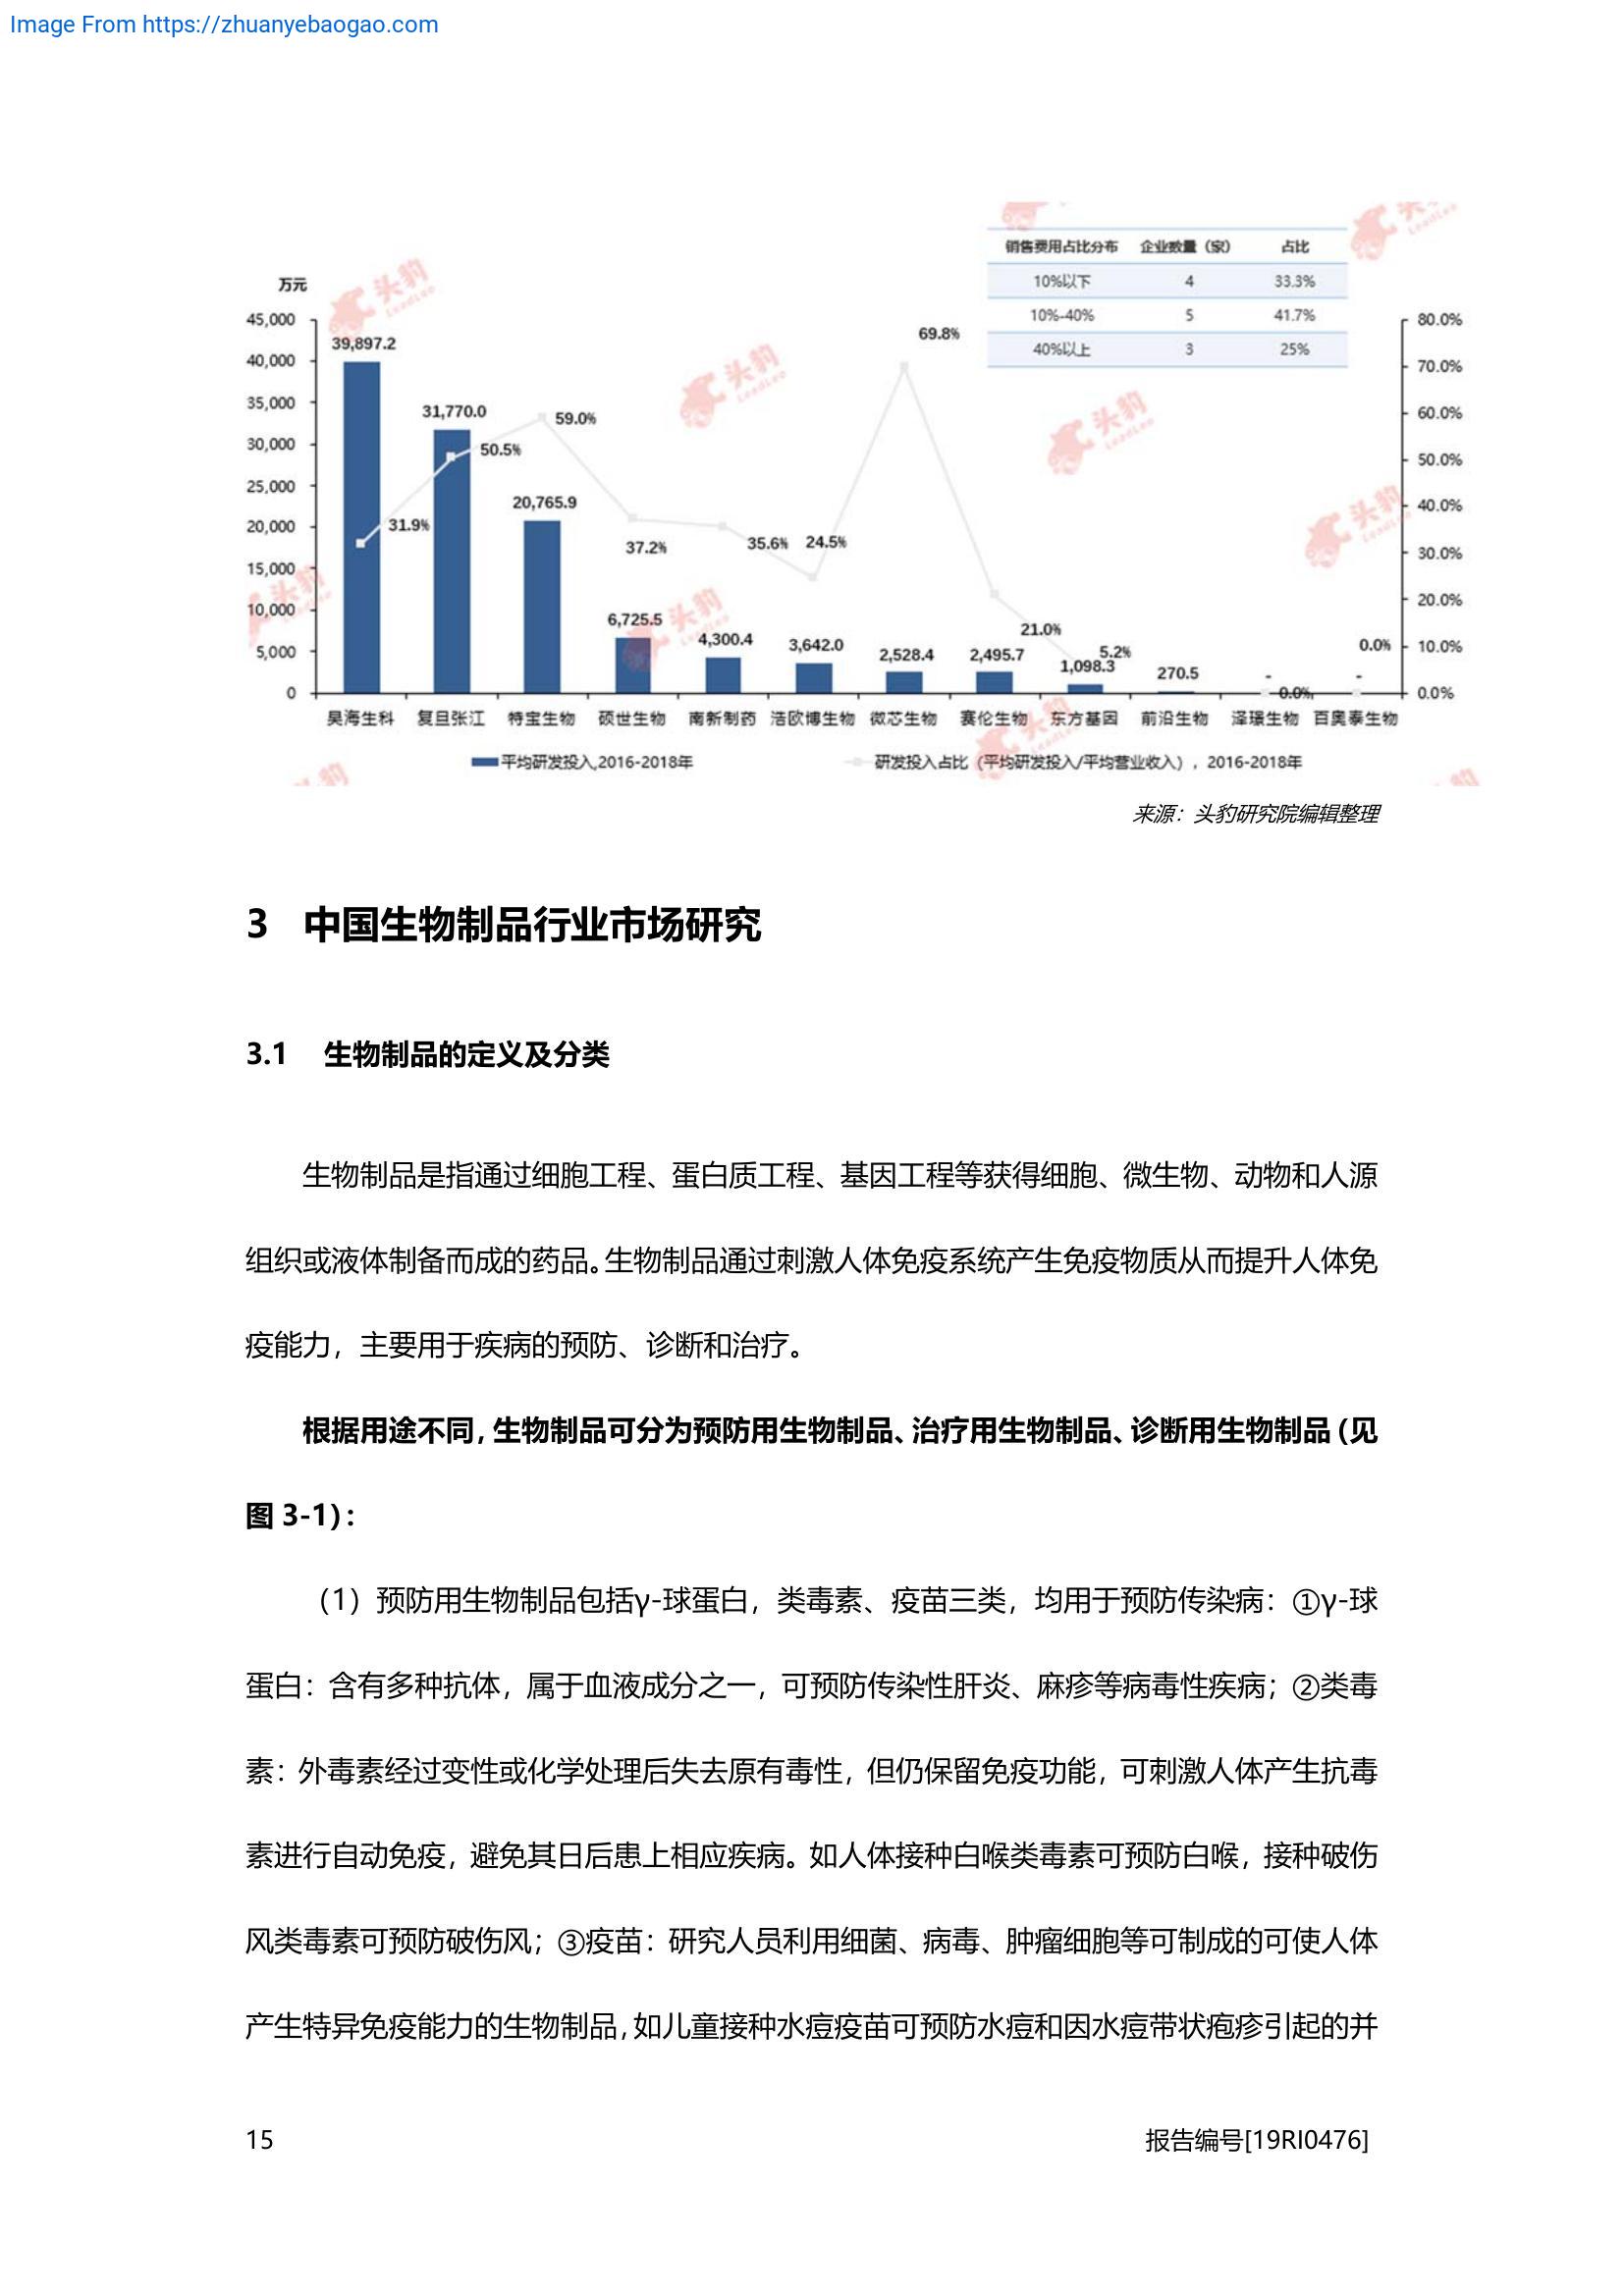 Image From https://zhuanyebaogao.com
销售费用占比分布 企业数量（家） 占比
10%以下 4 33.3%
10%-40% 5 41.7%
40%以上 3 25%
万元
45,000
40,000
35,000
30,000
25,000
20,000
15,000
10,000
5,000
0
80.0%
70.0%
60.0%
50.0%
40.0%
30.0%
20.0%
10.0%
0.0%
39,897.2
31,770.0
20,765.9
6,725.5
4,300.4
3,642.0
2,528.4
2,495.7
1,098.3
270.5
-
-
31.9%
50.5%
59.0%
37.2%
35.6%
24.5%
69.8%
21.0%
5.2%
0.0%
0.0%
昊海生科 复旦张江 特宝生物 硕世生物 南新制药 浩欧博生物 微芯生物 赛伦生物 东方基因 前沿生物 泽璟生物 百奥泰生物
平均研发投入,2016-2018年 研发投入占比（平均研发投入/平均营业收入），2016-2018年
头豹
LeadLeo
来源：头豹研究院编辑整理
3 中国生物制品行业市场研究
3.1 生物制品的定义及分类
生物制品是指通过细胞工程、蛋白质工程、基因工程等获得细胞、微生物、动物和人源
组织或液体制备而成的药品。生物制品通过刺激人体免疫系统产生免疫物质从而提升人体免
疫能力，主要用于疾病的预防、诊断和治疗。
根据用途不同，生物制品可分为预防用生物制品、治疗用生物制品、诊断用生物制品（见
图 3-1）：
（1）预防用生物制品包括γ-球蛋白，类毒素、疫苗三类，均用于预防传染病：①γ-球
蛋白：含有多种抗体，属于血液成分之一，可预防传染性肝炎、麻疹等病毒性疾病；②类毒
素：外毒素经过变性或化学处理后失去原有毒性，但仍保留免疫功能，可刺激人体产生抗毒
素进行自动免疫，避免其日后患上相应疾病。如人体接种白喉类毒素可预防白喉，接种破伤
风类毒素可预防破伤风；③疫苗：研究人员利用细菌、病毒、肿瘤细胞等可制成的可使人体
产生特异免疫能力的生物制品，如儿童接种水痘疫苗可预防水痘和因水痘带状疱疹引起的并
15 报告编号[19RI0476]